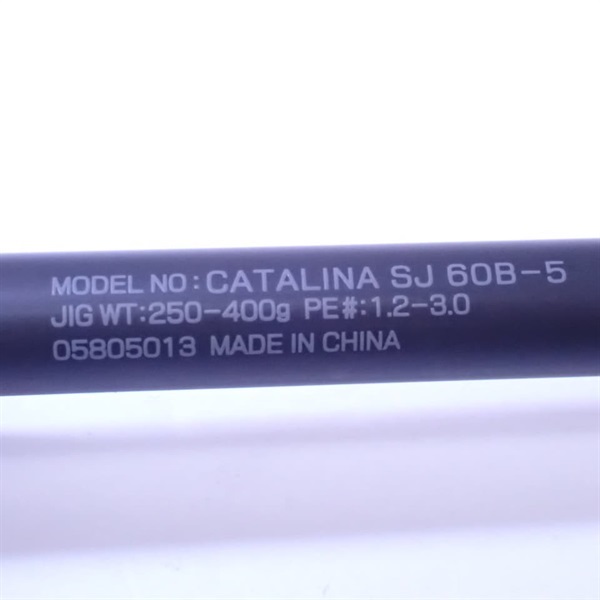 MODEL NO:CATALINA SJ 60B-5
JIG WT:250-400g PE#:1.2-3.0
05805013 MADE IN CHINA